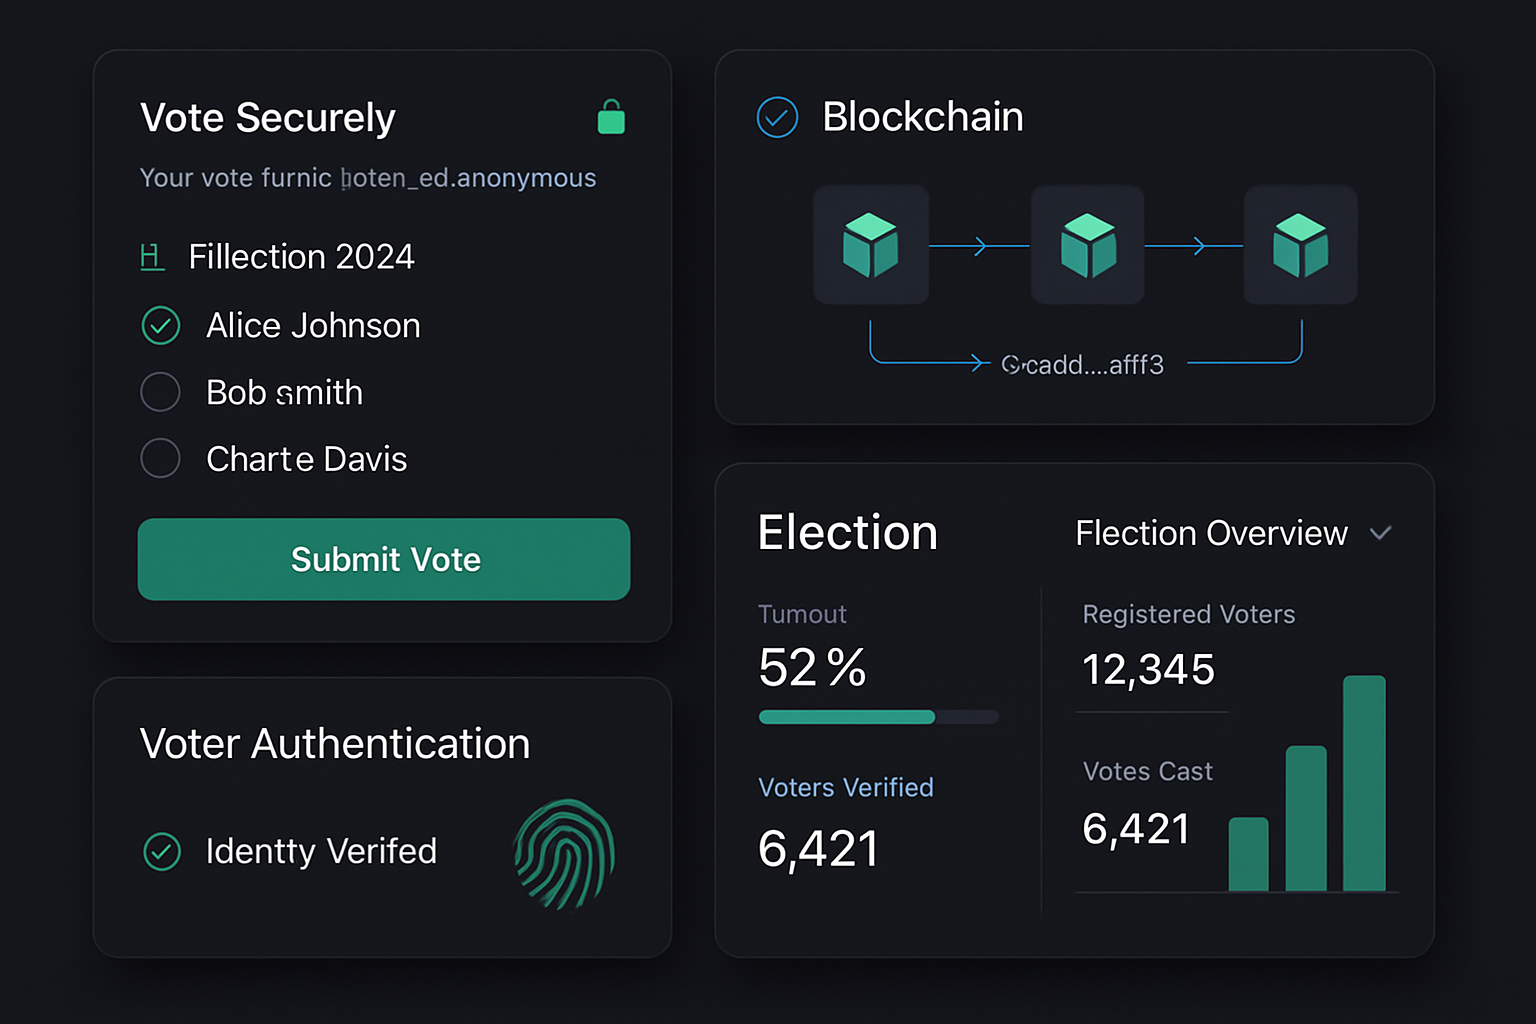 Vote Securely
Your vote furnic boten_ed.anonymous
Fillection 2024
Alice Johnson
Bob smith
Charte Davis
Submit Vote
Voter Authentication
Identty Verifed
Blockchain
cadd....afff3
Election
Flection Overview
Tumout
52%
Registered Voters
12,345
Voters Verified
6,421
Votes Cast
6,421